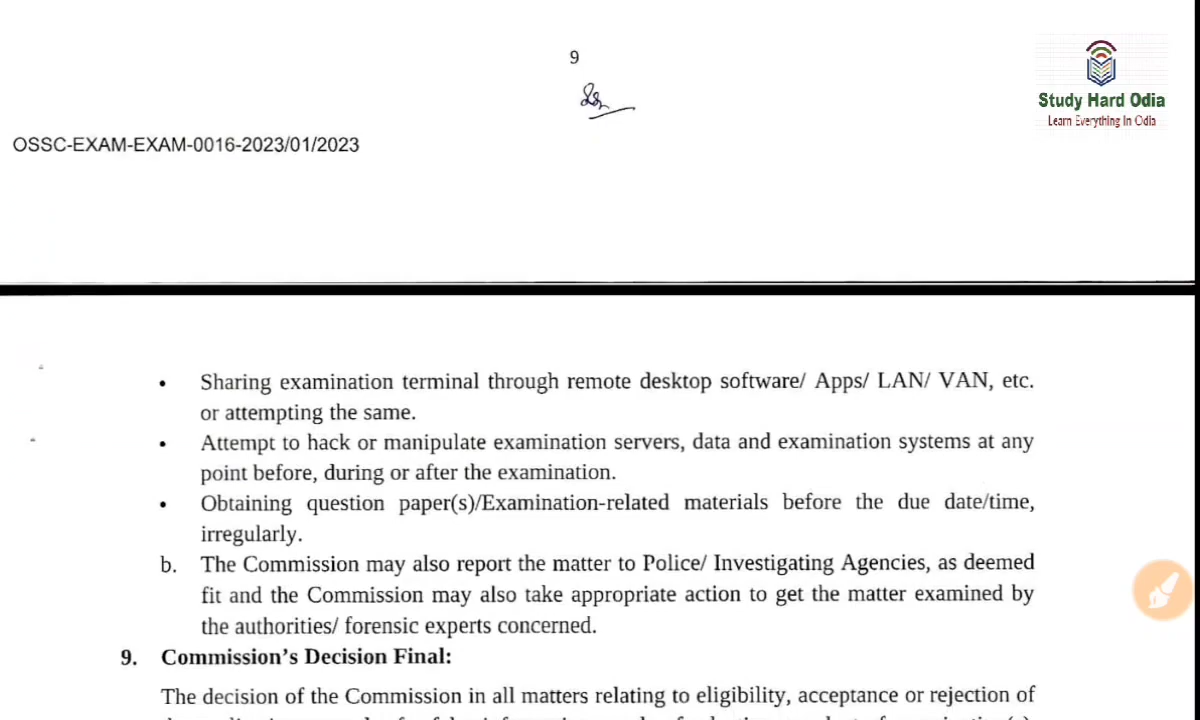 9
Study Hard Odia
Learn Everything In Odia
OSSC-EXAM-EXAM-0016-2023/01/2023
• Sharing examination terminal through remote desktop software/ Apps/ LAN/ VAN, etc.
or attempting the same.
• Attempt to hack or manipulate examination servers, data and examination systems at any
point before, during or after the examination.
• Obtaining question paper(s)/Examination-related materials before the due date/time,
irregularly.
b. The Commission may also report the matter to Police/ Investigating Agencies, as deemed
fit and the Commission may also take appropriate action to get the matter examined by
the authorities/ forensic experts concerned.
9. Commission's Decision Final:
The decision of the Commission in all matters relating to eligibility, acceptance or rejection of